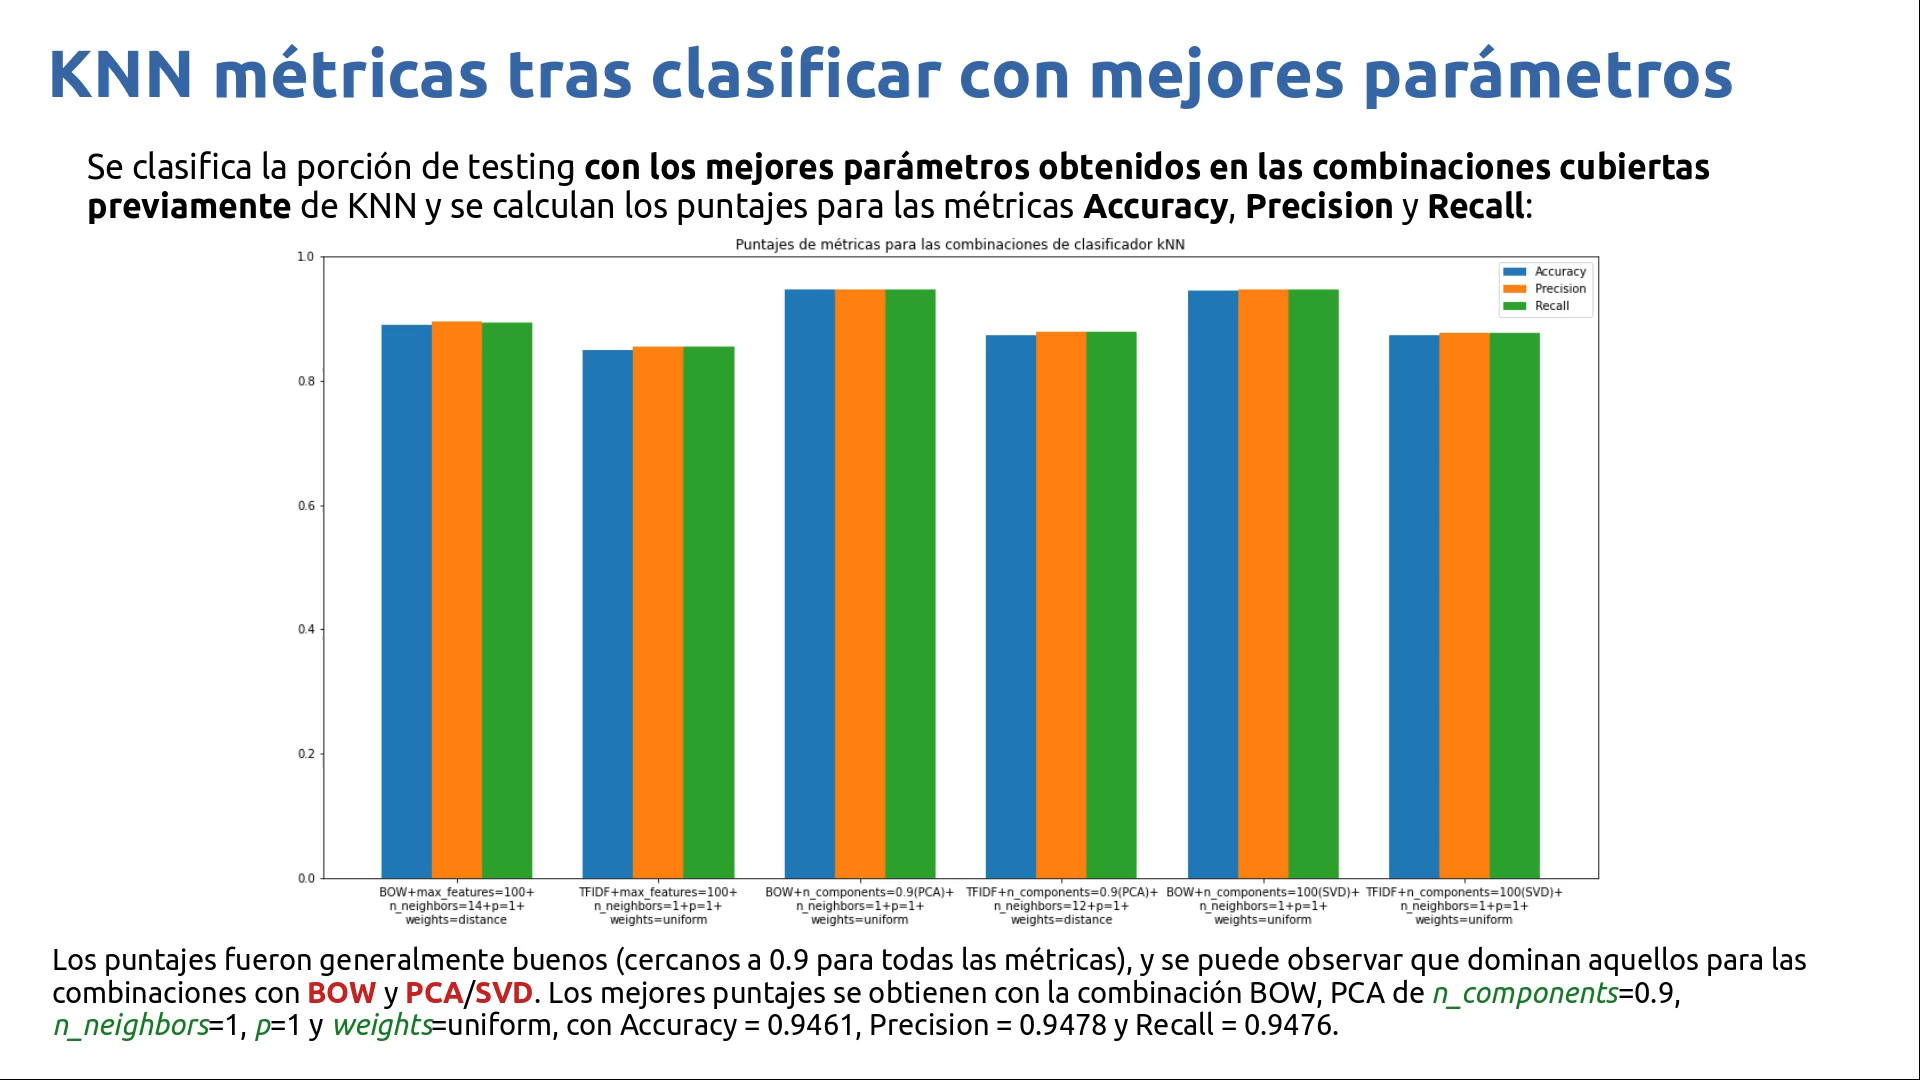 KNN métricas tras clasificar con mejores parámetros
Se clasifica la porción de testing con los mejores parámetros obtenidos en las combinaciones cubiertas
previamente de KNN y se calculan los puntajes para las métricas Accuracy, Precision y Recall:
Puntajes de métricas para las combinaciones de clasificador kNN
1.0
0.8
0.6
0.4
0.2
0.0
Accuracy
Precision
Recall
BOW+max_features=100+
n_neighbors=14+p=1+
weights=distance
TFIDF+max_features=100+
n_neighbors=1+p=1+
weights=uniform
BOW+n_components=0.9(PCA)+
n_neighbors=1+p=1+
weights=uniform
TFIDF+n_components=0.9(PCA)+
n_neighbors=12+p=1+
weights=distance
BOW+n_components=100(SVD)+
n_neighbors=1+p=1+
weights=uniform
TFIDF+n_components=100(SVD)+
n_neighbors=1+p=1+
weights=uniform
Los puntajes fueron generalmente buenos (cercanos a 0.9 para todas las métricas), y se puede observar que dominan aquellos para las
combinaciones con BOW y PCA/SVD. Los mejores puntajes se obtienen con la combinación BOW, PCA de n_components=0.9,
n_neighbors=1, p=1 y weights=uniform, con Accuracy = 0.9461, Precision = 0.9478 y Recall = 0.9476.